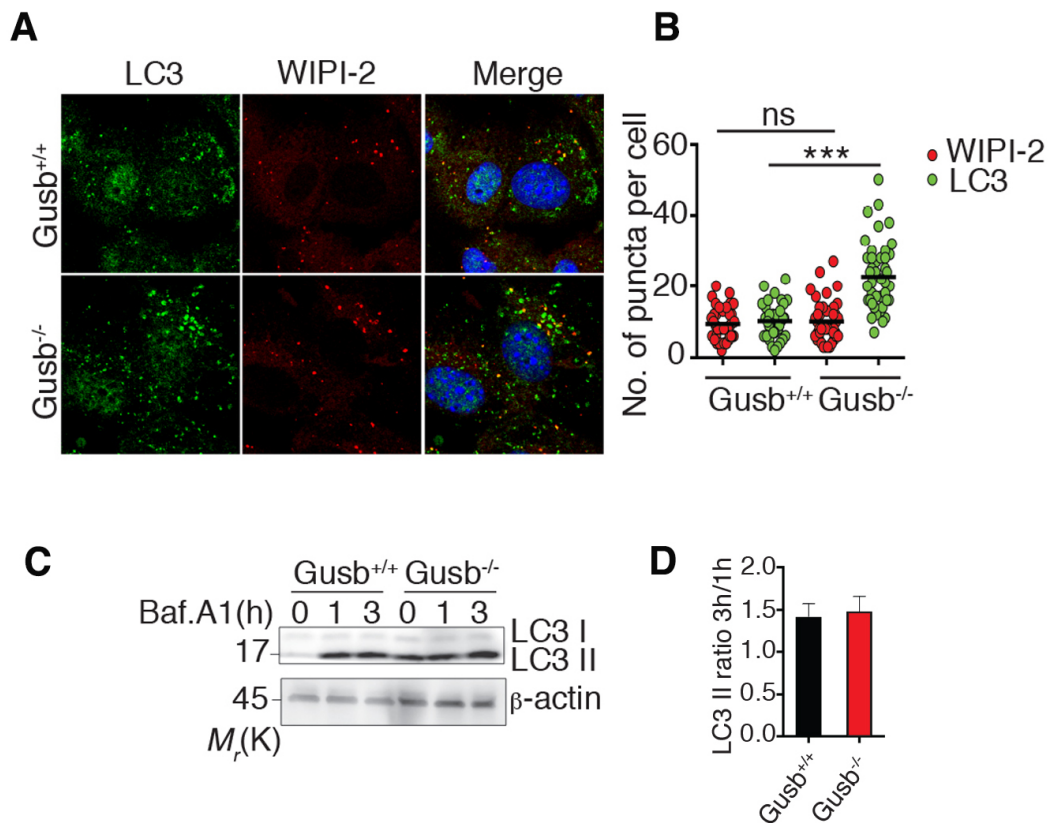 A
LC3 WIPI-2 Merge
Gusb+/+
Gusb-/-
B
ns
***
WIPI-2
LC3
No. of puncta per cell
60
40
20
0
Gusb+/+ Gusb-/-
C
Gusb+/+ Gusb-/-
Baf.A1(h) 0 1 3 0 1 3
LC3 I
17 LC3 II
45 β-actin
Mr(K)
D
LC3 II ratio 3h/1h
2.0
1.5
1.0
0.5
0.0
Gusb+/+
Gusb-/-